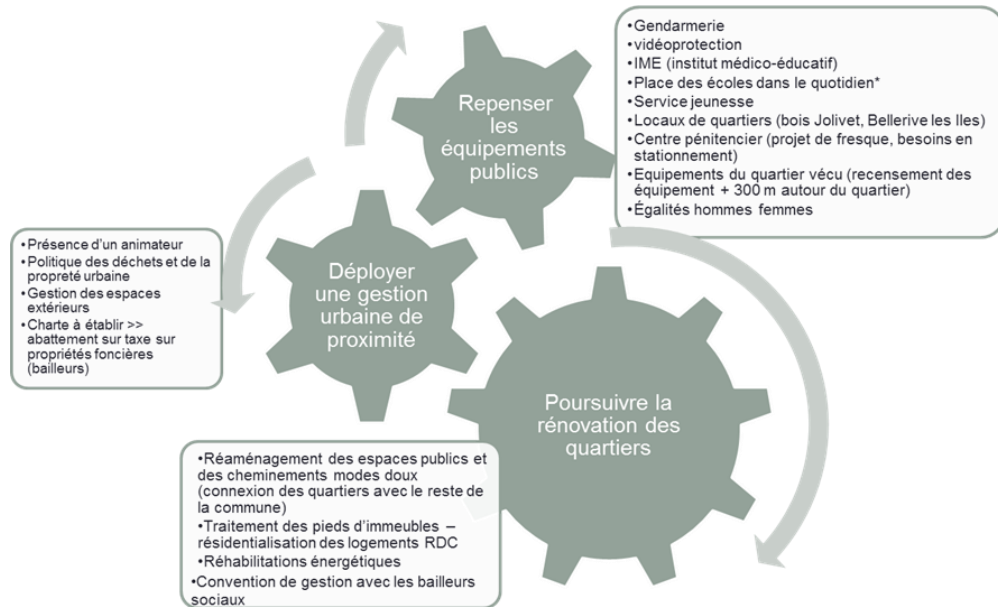 Repenser
les
équipements
publics
•Gendarmerie
•vidéoprotection
•IME (institut médico-éducatif)
•Place des écoles dans le quotidien*
•Service jeunesse
•Locaux de quartiers (bois Jolivet, Bellerive les Iles)
•Centre pénitencier (projet de fresque, besoins en
stationnement)
•Equipements du quartier vécu (recensement des
équipement + 300 m autour du quartier)
•Égalités hommes femmes
Déployer
une gestion
urbaine de
proximité
•Présence d'un animateur
•Politique des déchets et de la
propreté urbaine
•Gestion des espaces
extérieurs
•Charte à établir >>
abattement sur taxe sur
propriétés foncières
(bailleurs)
Poursuivre la
rénovation des
quartiers
•Réaménagement des espaces publics et
des cheminements modes doux
(connexion des quartiers avec le reste de
la commune)
•Traitement des pieds d'immeubles –
résidentialisation des logements RDC
•Réhabilitations énergétiques
•Convention de gestion avec les bailleurs
sociaux